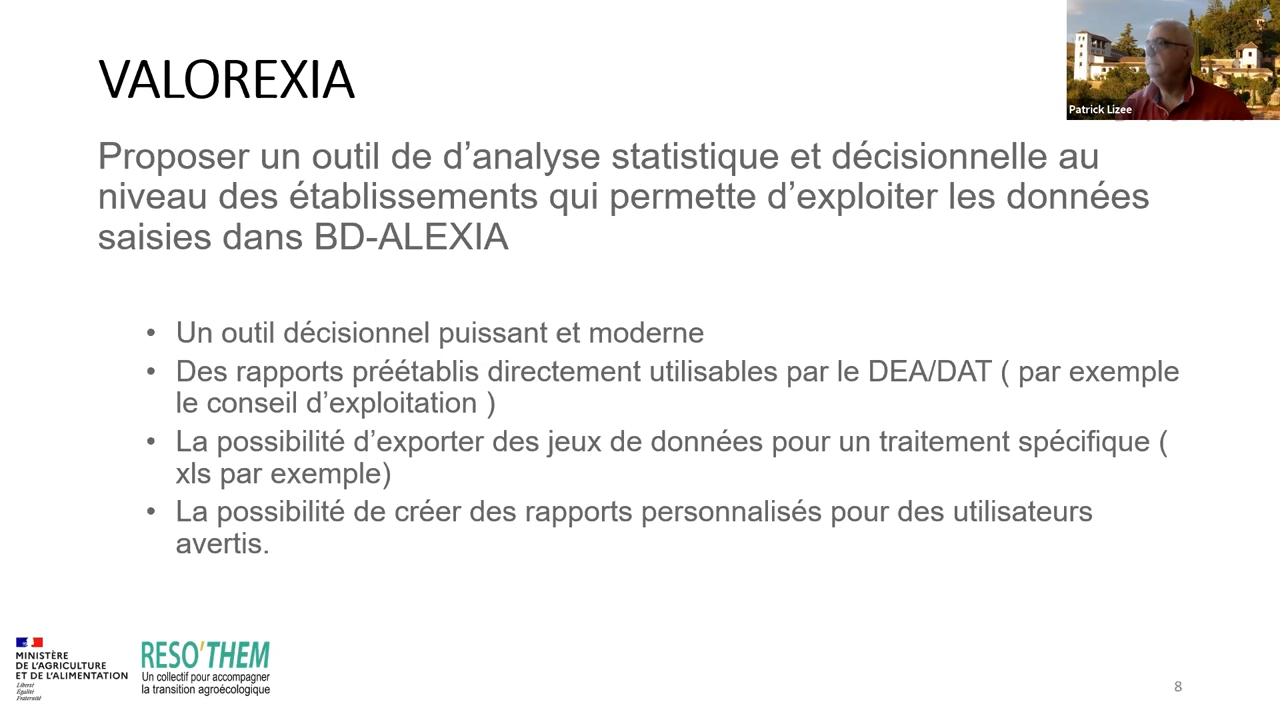 VALOREXIA
Patrick Lizee
Proposer un outil de d’analyse statistique et décisionnelle au
niveau des établissements qui permette d’exploiter les données
saisies dans BD-ALEXIA
• Un outil décisionnel puissant et moderne
• Des rapports préétablis directement utilisables par le DEA/DAT ( par exemple
le conseil d’exploitation )
• La possibilité d’exporter des jeux de données pour un traitement spécifique (
xls par exemple)
• La possibilité de créer des rapports personnalisés pour des utilisateurs
avertis.
MINISTÈRE
DE L’AGRICULTURE
ET DE L’ALIMENTATION
Liberté
Égalité
Fraternité
RESO’THEM
Un collectif pour accompagner
la transition agroécologique
8